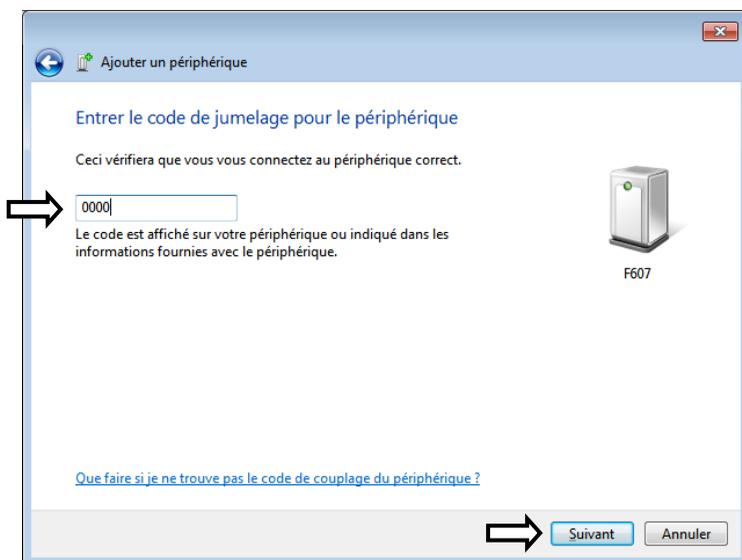 Ajouter un périphérique
Entrer le code de jumelage pour le périphérique
Ceci vérifiera que vous vous connectez au périphérique correct.
0000
Le code est affiché sur votre périphérique ou indiqué dans les
informations fournies avec le périphérique.
F607
Que faire si je ne trouve pas le code de couplage du périphérique ?
Suivant
Annuler